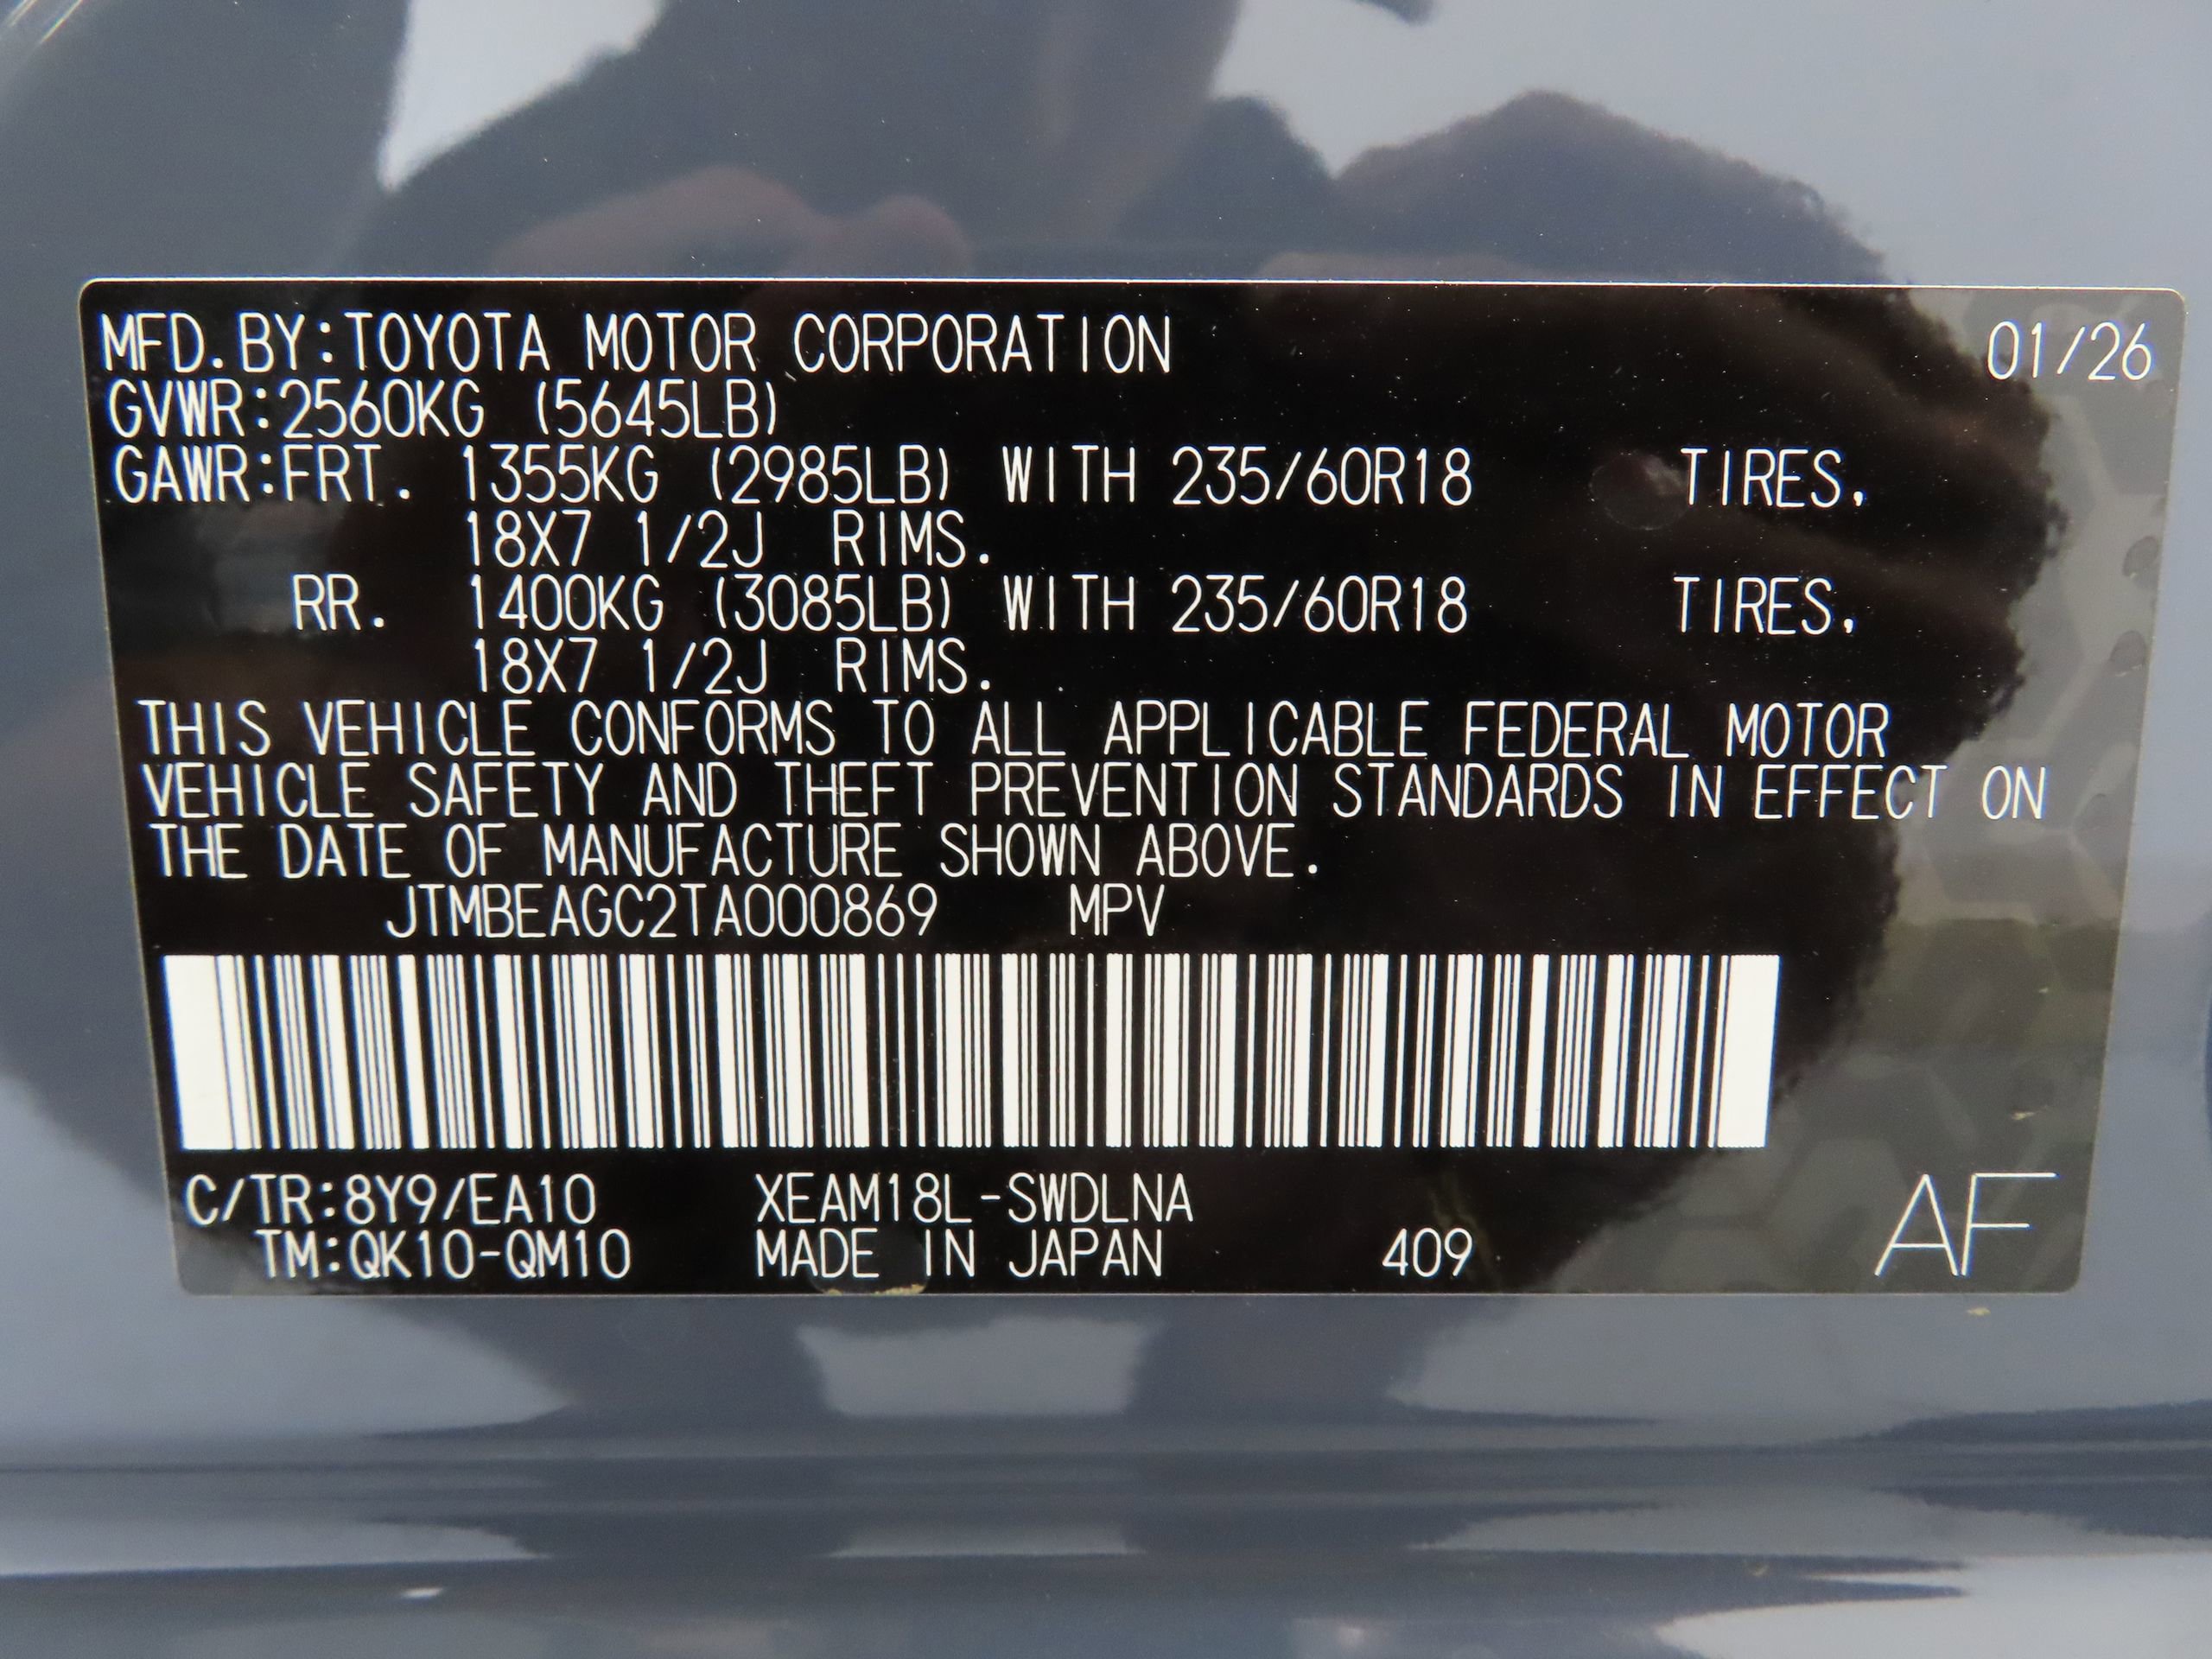 MFD.BY:TOYOTA MOTOR CORPORATION 01/26
GVWR:2560KG (5645LB)
GAWR:FRT. 1355KG (2985LB) WITH 235/60R18 TIRES,
18X7 1/2J RIMS.
RR. 1400KG (3085LB) WITH 235/60R18 TIRES,
18X7 1/2J RIMS.
THIS VEHICLE CONFORMS TO ALL APPLICABLE FEDERAL MOTOR
VEHICLE SAFETY AND THEFT PREVENTION STANDARDS IN EFFECT ON
THE DATE OF MANUFACTURE SHOWN ABOVE.
JTMBEAGC2TA000869 MPV
C/TR:8Y9/EA10 XEAM18L-SWDLNA
TM:QK10-QM10 MADE IN JAPAN 409 AF